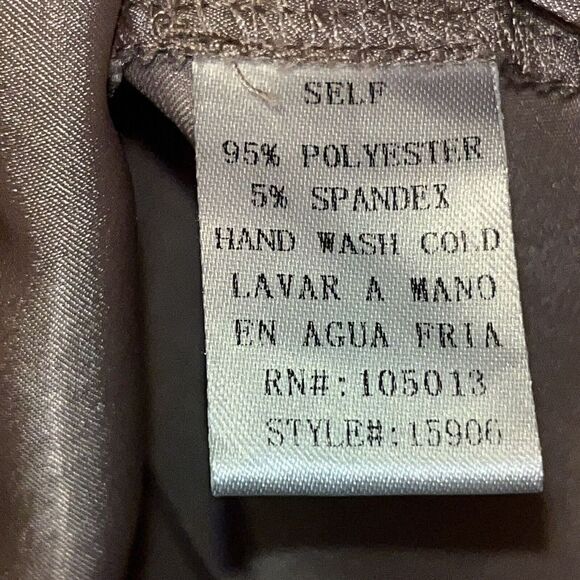 SELF
95% POLYESTER
5% SPANDEX
HAND WASH COLD
LAVAR A MANO
EN AGUA FRIA
RN#:105013
STYLE#:15906